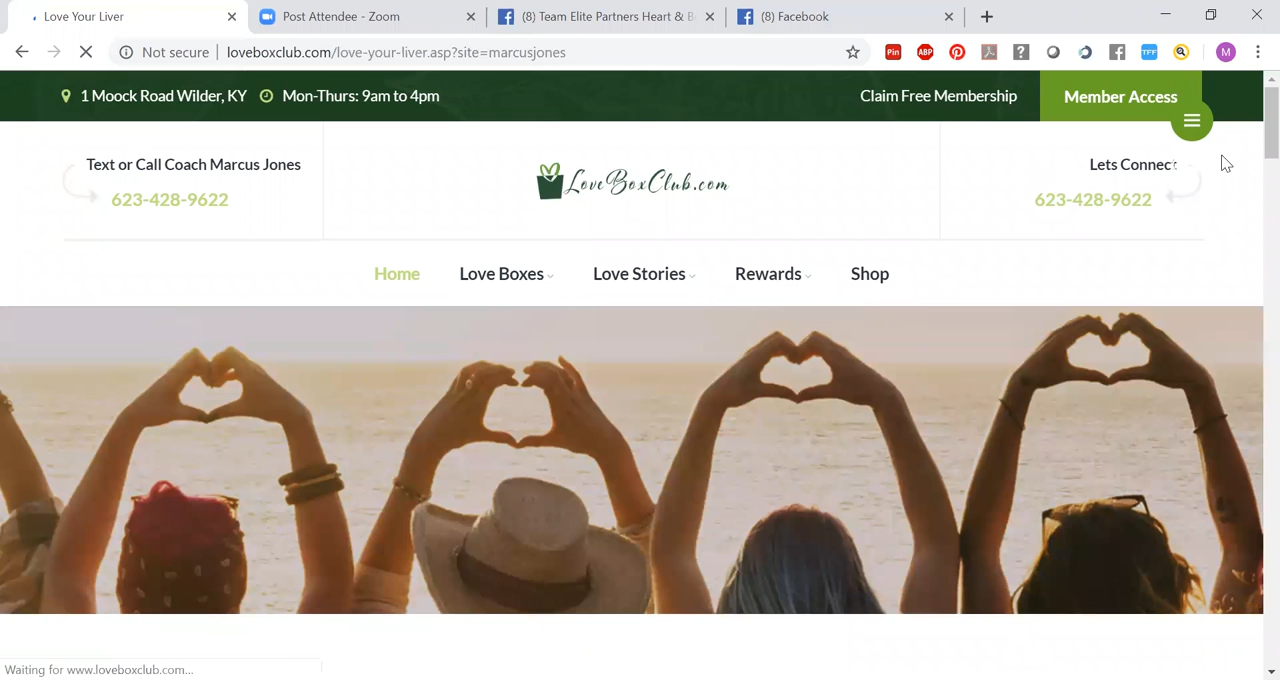 Love Your Liver
Post Attendee - Zoom
(8) Team Elite Partners Heart & B
(8) Facebook
Not secure
loveboxclub.com/love-your-liver.asp?site=marcusjones
Pin
ABP
?
TFF
M
1 Moock Road Wilder, KY
Mon-Thurs: 9am to 4pm
Claim Free Membership
Member Access
Text or Call Coach Marcus Jones
623-428-9622
LoveBoxClub.com
Lets Connect
623-428-9622
Home
Love Boxes
Love Stories
Rewards
Shop
Waiting for www.loveboxclub.com...